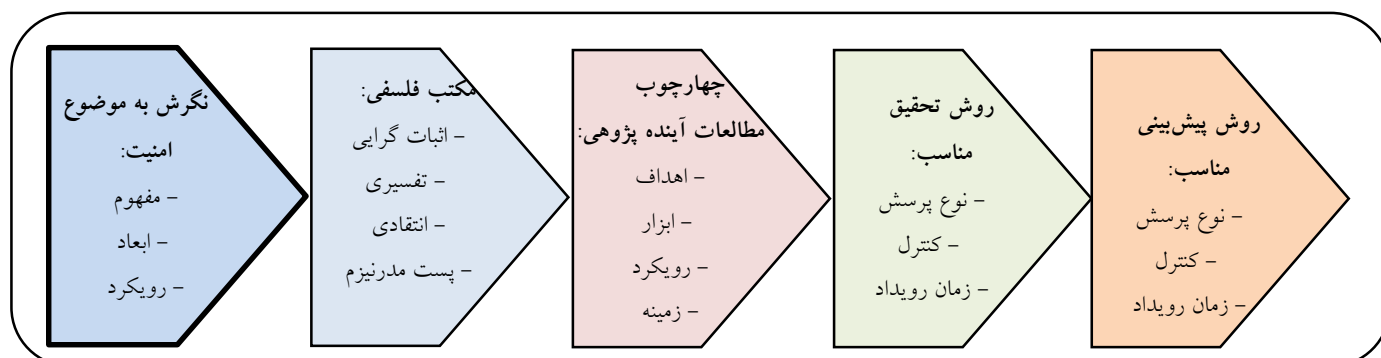 نگرش به موضوع
امنیت:
- مفهوم
- ابعاد
- رویکرد
مکتب فلسفی:
- اثبات گرایی
- تفسیری
- انتقادی
- پست مدرنیزم
چهارچوب
مطالعات آینده پژوهی:
- اهداف
- ابزار
- رویکرد
- زمینه
روش تحقیق
مناسب:
- نوع پرسش
- کنترل
- زمان رویداد
روش پیش‌بینی
مناسب:
- نوع پرسش
- کنترل
- زمان رویداد